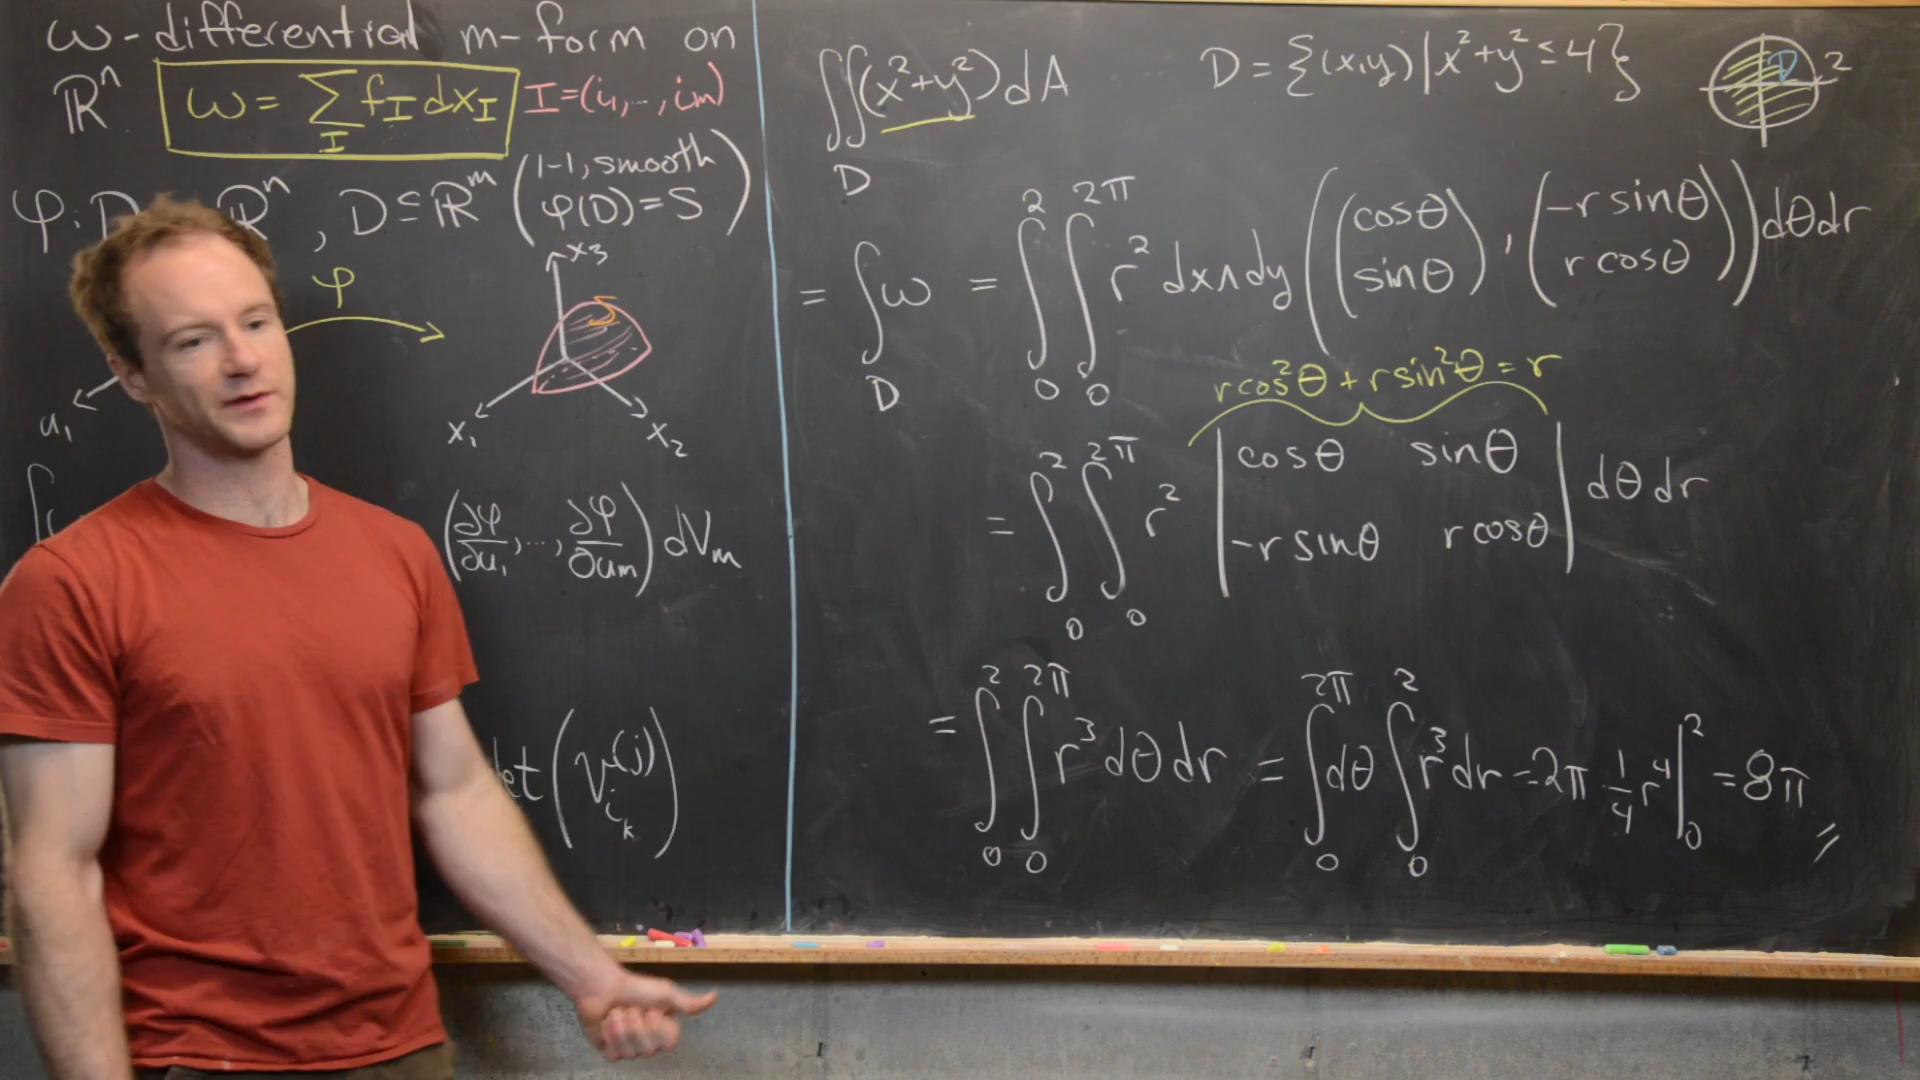 ω - differential m-form on
ℝⁿ ω = Σ_I f_I dx_I I = (i₁, .., iₘ)
φ: D ℝⁿ, D ⊆ ℝᵐ (1-1, smooth φ(D) = S)
φ
x₃
S
u₁
x₁
x₂
∫ (∂φ/∂u₁, ..., ∂φ/∂uₘ) dVₘ
det (v_{i_k}^{(j)})
∬_D (x² + y²) dA D = {(x,y) | x² + y² ≤ 4} D 2
= ∫_D ω = ∫₀² ∫₀^{2π} r² dx∧dy ((cosθ sinθ), (-r sinθ r cosθ)) dθ dr
r cos²θ + r sin²θ = r
= ∫₀² ∫₀^{2π} r² | cosθ sinθ -r sinθ r cosθ | dθ dr
= ∫₀² ∫₀^{2π} r³ dθ dr = ∫₀^{2π} dθ ∫₀² r³ dr = 2π · 1/4 r⁴ |₀² = 8π //